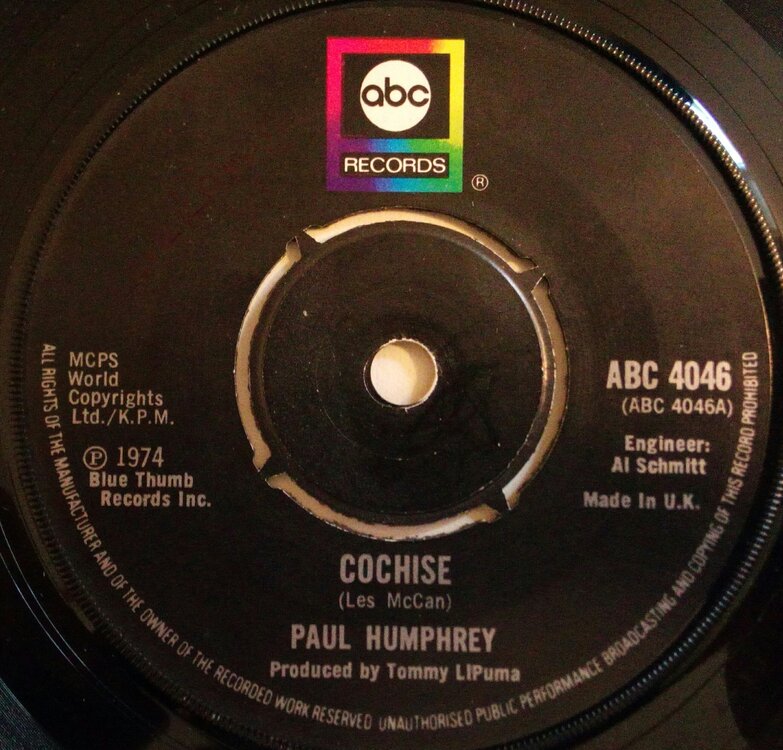 abc
RECORDS
®
MCPS
World
Copyrights
Ltd./K.P.M.
℗ 1974
Blue Thumb
Records Inc.
ABC 4046
(ABC 4046A)
Engineer:
Al Schmitt
Made In U.K.
COCHISE
(Les McCan)
PAUL HUMPHREY
Produced by Tommy LIPuma
ALL RIGHTS OF THE MANUFACTURER AND OF THE OWNER OF THE RECORDED WORK RESERVED UNAUTHORISED PUBLIC PERFORMANCE BROADCASTING AND COPYING OF THIS RECORD PROHIBITED